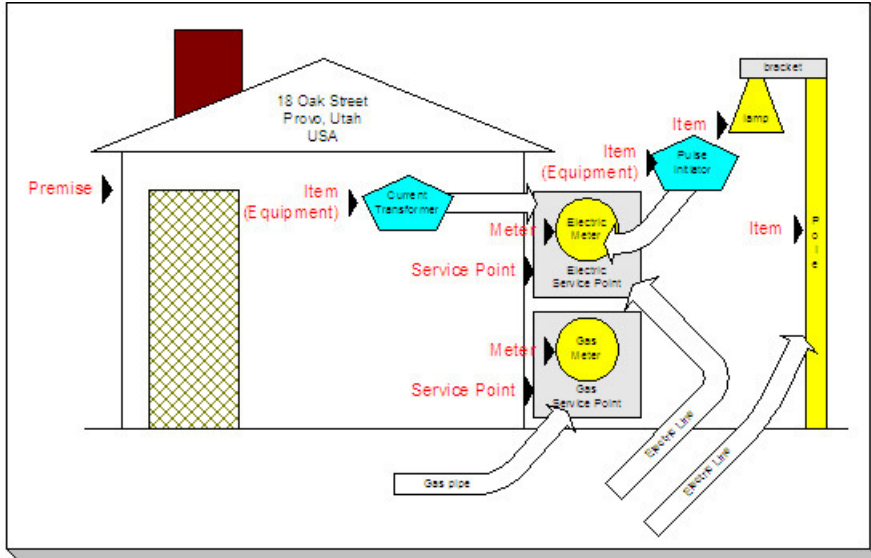 bracket
lamp
18 Oak Street
Provo, Utah
USA
Item
Item
(Equipment)
Pulse
Initiator
Premise
Item
(Equipment)
Current
Transformer
Meter
Electric
Meter
Item
Pole
Service Point
Electric
Service Point
Meter
Gas
Meter
Service Point
Gas
Service Point
Electric Line
Electric Line
Gas pipe